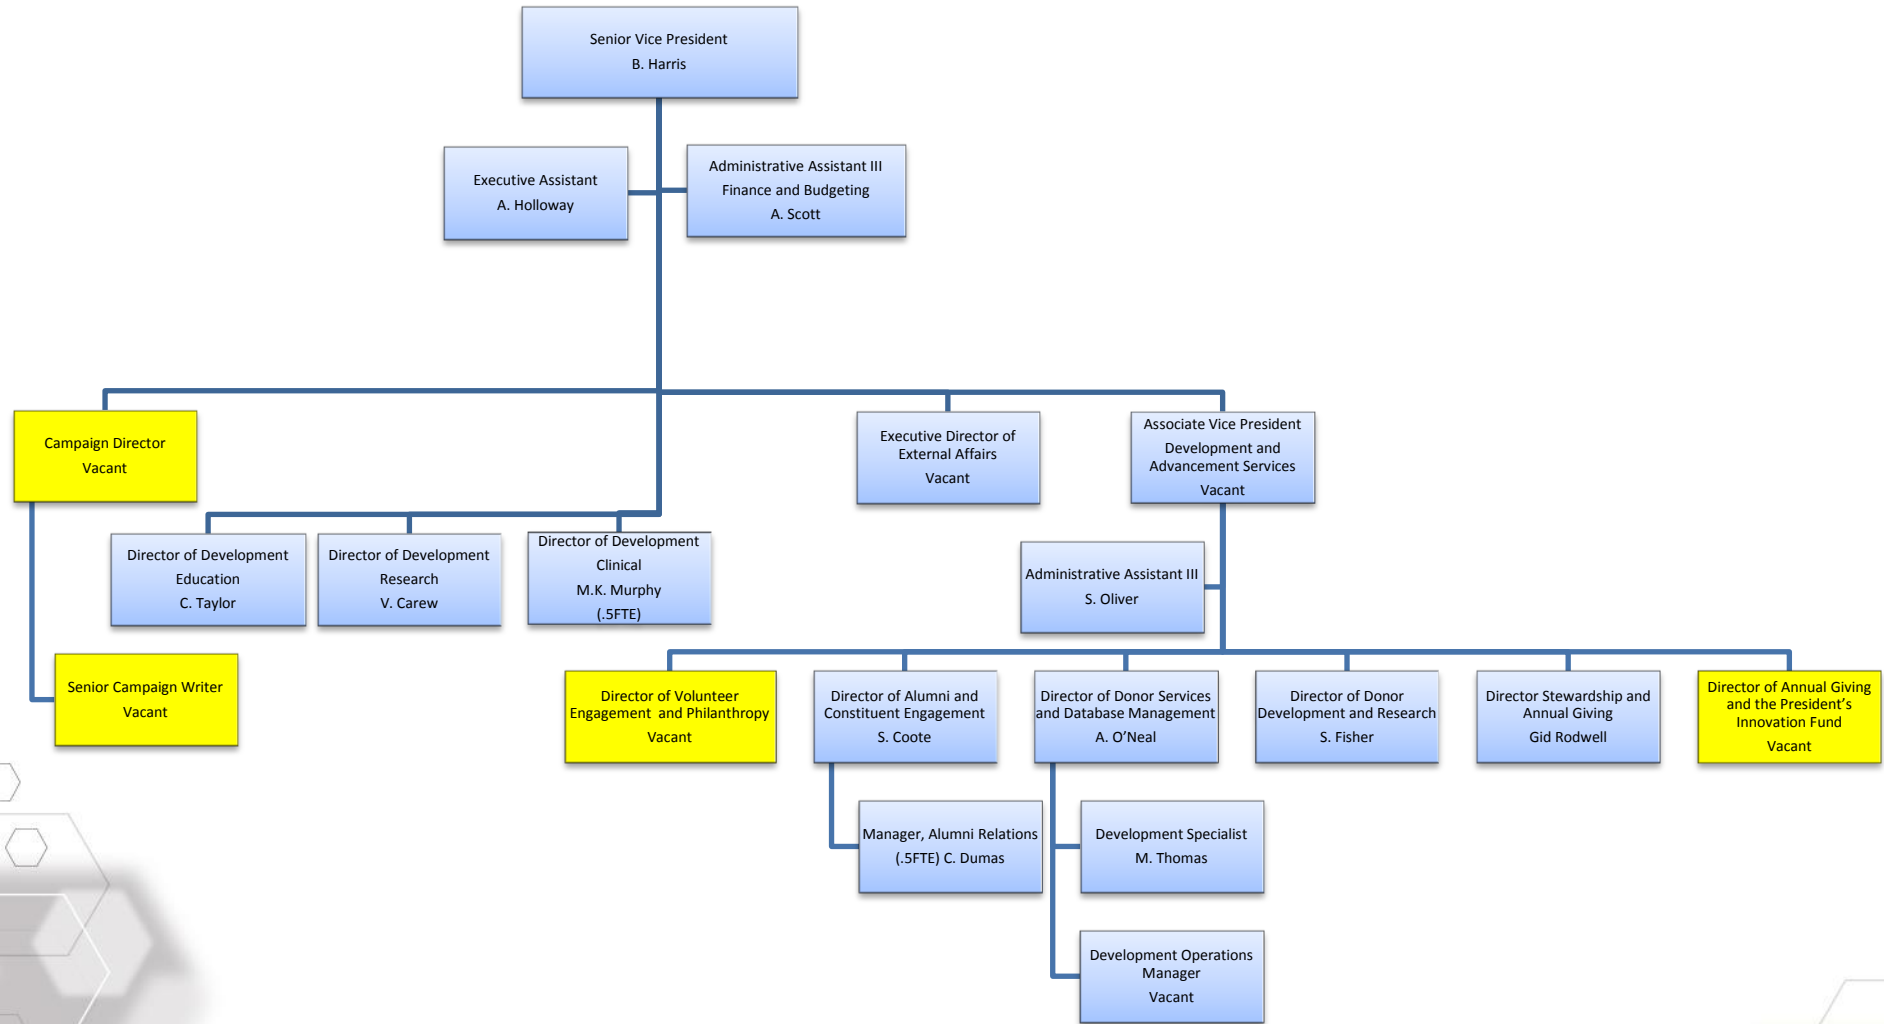 Senior Vice President
B. Harris
Executive Assistant
A. Holloway
Administrative Assistant III
Finance and Budgeting
A. Scott
Campaign Director
Vacant
Executive Director of
External Affairs
Vacant
Associate Vice President
Development and
Advancement Services
Vacant
Director of Development
Education
C. Taylor
Director of Development
Research
V. Carew
Director of Development
Clinical
M.K. Murphy
(.5FTE)
Administrative Assistant III
S. Oliver
Senior Campaign Writer
Vacant
Director of Volunteer
Engagement and Philanthropy
Vacant
Director of Alumni and
Constituent Engagement
S. Coote
Director of Donor Services
and Database Management
A. O’Neal
Director of Donor
Development and Research
S. Fisher
Director Stewardship and
Annual Giving
Gid Rodwell
Director of Annual Giving
and the President’s
Innovation Fund
Vacant
Manager, Alumni Relations
(.5FTE) C. Dumas
Development Specialist
M. Thomas
Development Operations
Manager
Vacant